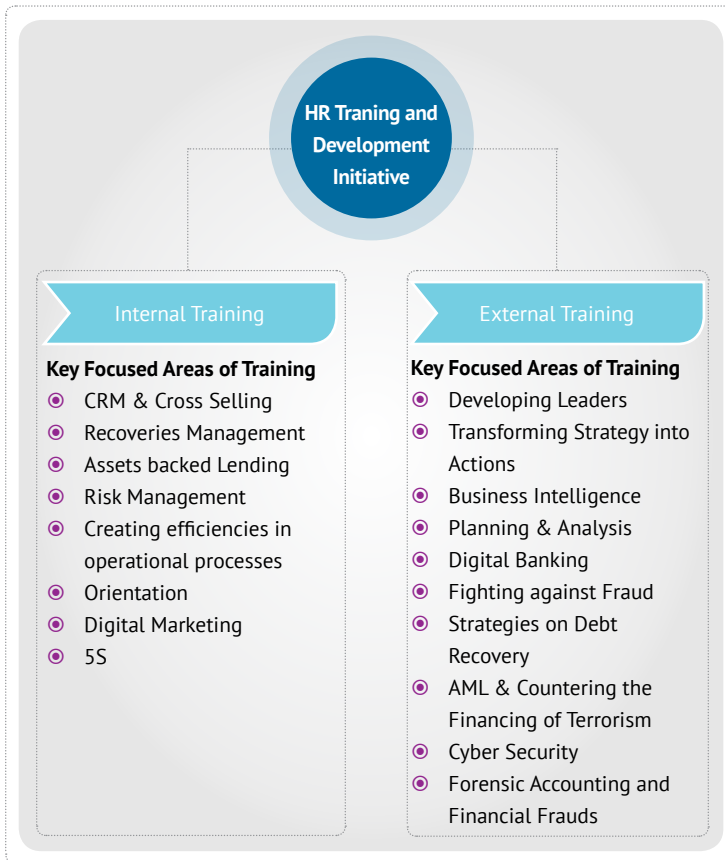 HR Traning and
Development
Initiative
Internal Training
Key Focused Areas of Training
CRM & Cross Selling
Recoveries Management
Assets backed Lending
Risk Management
Creating efficiencies in
operational processes
Orientation
Digital Marketing
5S
External Training
Key Focused Areas of Training
Developing Leaders
Transforming Strategy into
Actions
Business Intelligence
Planning & Analysis
Digital Banking
Fighting against Fraud
Strategies on Debt
Recovery
AML & Countering the
Financing of Terrorism
Cyber Security
Forensic Accounting and
Financial Frauds